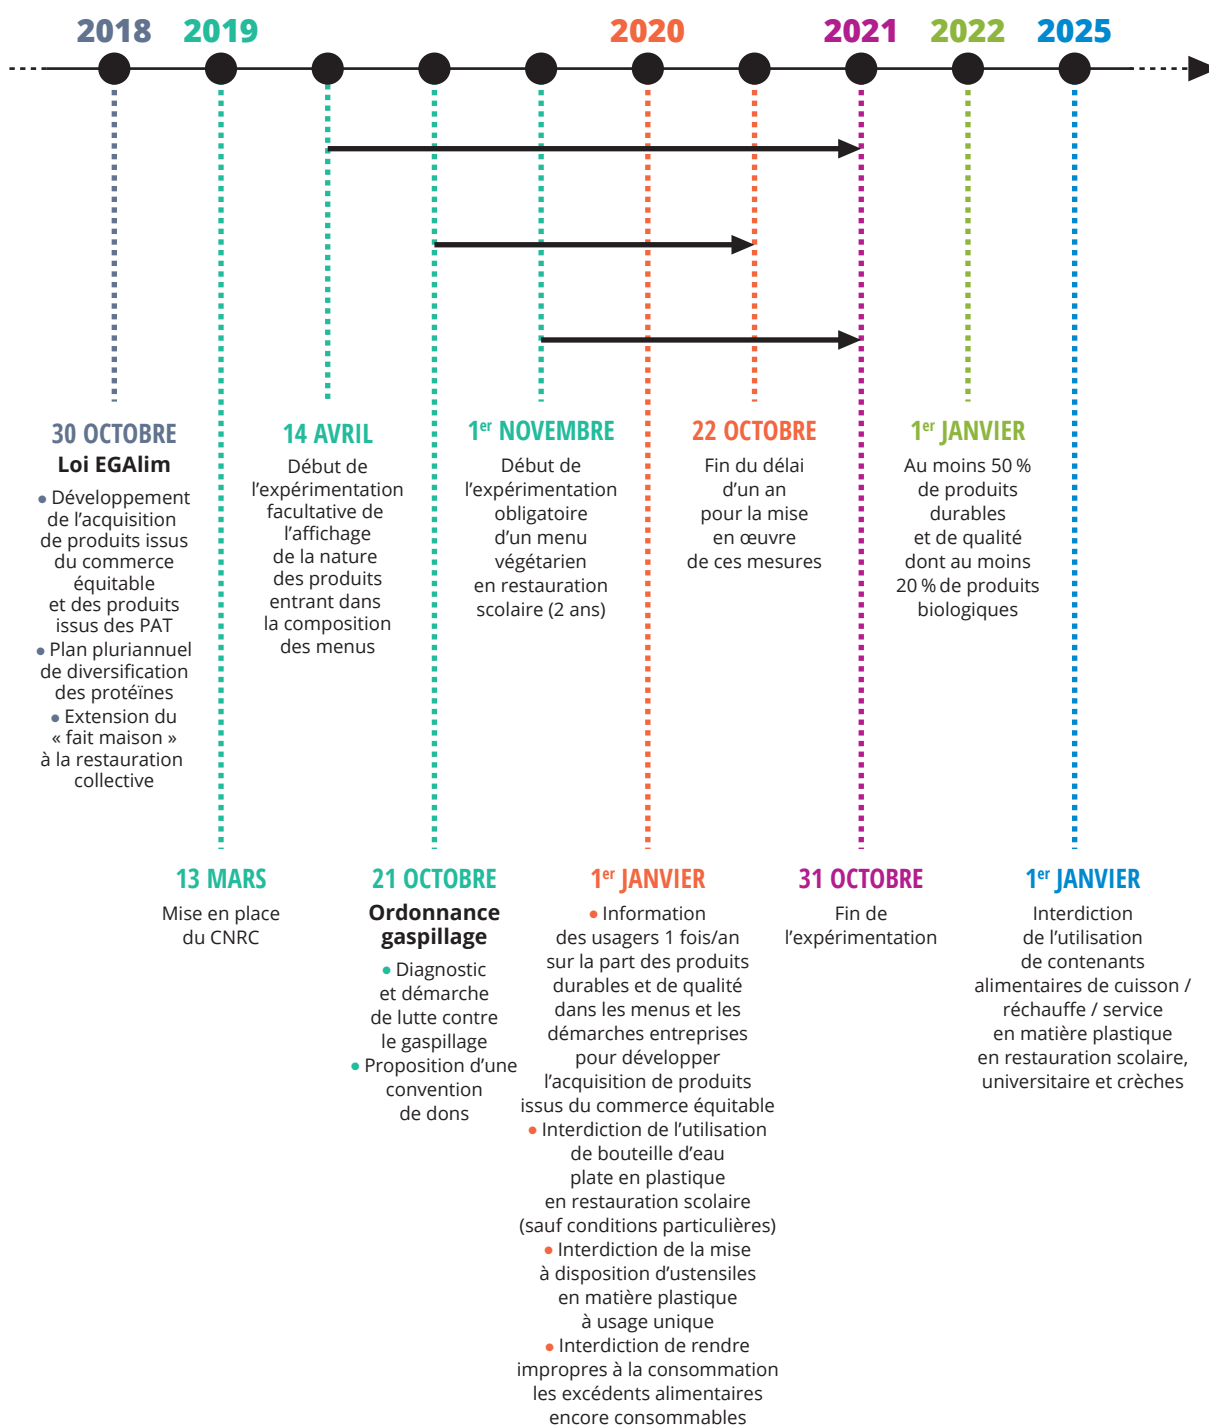 2018 2019 2020 2021 2022 2025
30 OCTOBRE
Loi EGAlim
• Développement
de l'acquisition
de produits issus
du commerce
équitable
et des produits
issus des PAT
• Plan pluriannuel
de diversification
des protéïnes
• Extension du
« fait maison »
à la restauration
collective
14 AVRIL
Début de
l'expérimentation
facultative de
l'affichage
de la nature
des produits
entrant dans
la composition
des menus
1er NOVEMBRE
Début de
l'expérimentation
obligatoire
d'un menu
végétarien
en restauration
scolaire (2 ans)
22 OCTOBRE
Fin du délai
d'un an
pour la mise
en œuvre
de ces mesures
1er JANVIER
Au moins 50 %
de produits
durables
et de qualité
dont au moins
20 % de produits
biologiques
13 MARS
Mise en place
du CNRC
21 OCTOBRE
Ordonnance
gaspillage
• Diagnostic
et démarche
de lutte contre
le gaspillage
• Proposition d'une
convention
de dons
1er JANVIER
• Information
des usagers 1 fois/an
sur la part des produits
durables et de qualité
dans les menus et les
démarches entreprises
pour développer
l'acquisition de produits
issus du commerce équitable
• Interdiction de l'utilisation
de bouteille d'eau
plate en plastique
en restauration scolaire
(sauf conditions particulières)
• Interdiction de la mise
à disposition d'ustensiles
en matière plastique
à usage unique
• Interdiction de rendre
impropres à la consommation
les excédents alimentaires
encore consommables
31 OCTOBRE
Fin de
l'expérimentation
1er JANVIER
Interdiction
de l'utilisation
de contenants
alimentaires de cuisson /
réchauffe / service
en matière plastique
en restauration scolaire,
universitaire et crèches